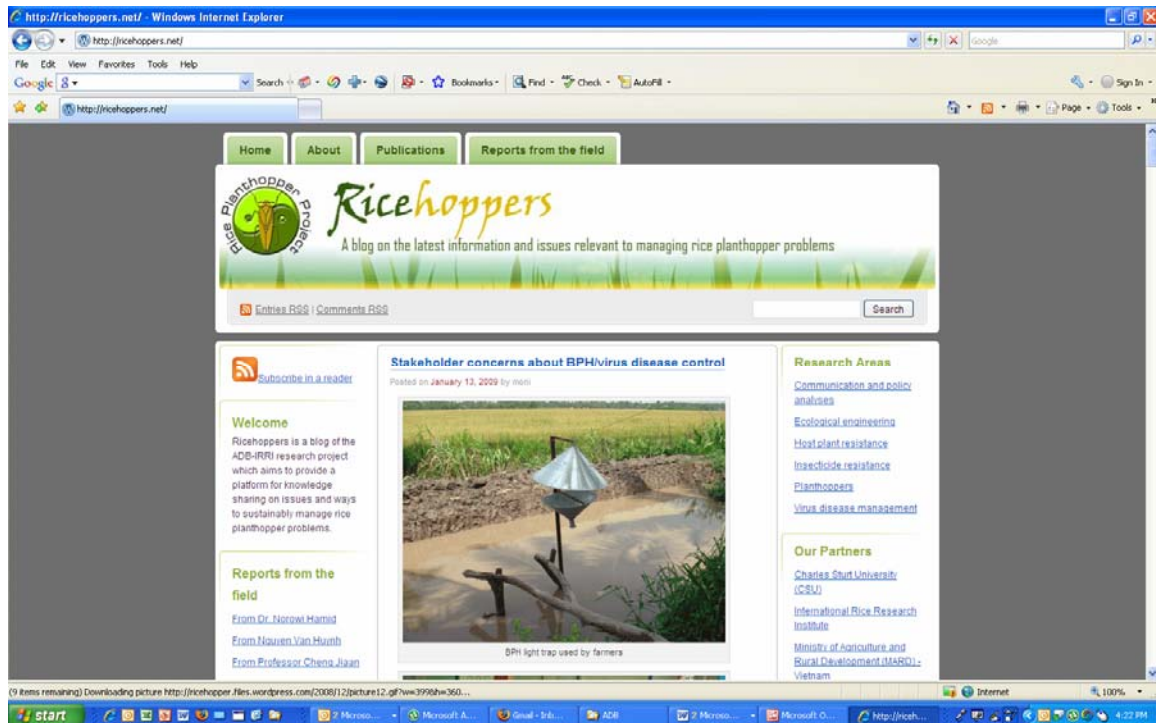 http://ricehoppers.net/ - Windows Internet Explorer
http://ricehoppers.net/
Google
File Edit View Favorites Tools Help
Google
Search
Bookmarks
Find
Check
AutoFill
Sign In
http://ricehoppers.net/
Page
Tools
Home
About
Publications
Reports from the field
Rice Planthopper Project
Ricehoppers
A blog on the latest information and issues relevant to managing rice planthopper problems
Entries RSS | Comments RSS
Search
Subscribe in a reader
Welcome
Ricehoppers is a blog of the
ADB-IRRI research project
which aims to provide a
platform for knowledge
sharing on issues and ways
to sustainably manage rice
planthopper problems.
Reports from the
field
From Dr. Norowi Hamid
From Nguyen Van Huynh
From Professor Cheng Jiaan
Stakeholder concerns about BPH/virus disease control
Posted on January 13, 2009 by moni
BPH light trap used by farmers
Research Areas
Communication and policy
analyses
Ecological engineering
Host plant resistance
Insecticide resistance
Planthoppers
Virus disease management
Our Partners
Charles Sturt University
(CSU)
International Rice Research
Institute
Ministry of Agriculture and
Rural Development (MARD) -
Vietnam
(9 items remaining) Downloading picture http://ricehopper.files.wordpress.com/2008/12/picture12.gif?w=399&h=360...
Internet
100%
start
2 Microso...
Microsoft A...
Gmail - Inb...
ADB
2 Microso...
Microsoft O...
http://riceh...
4:22 PM